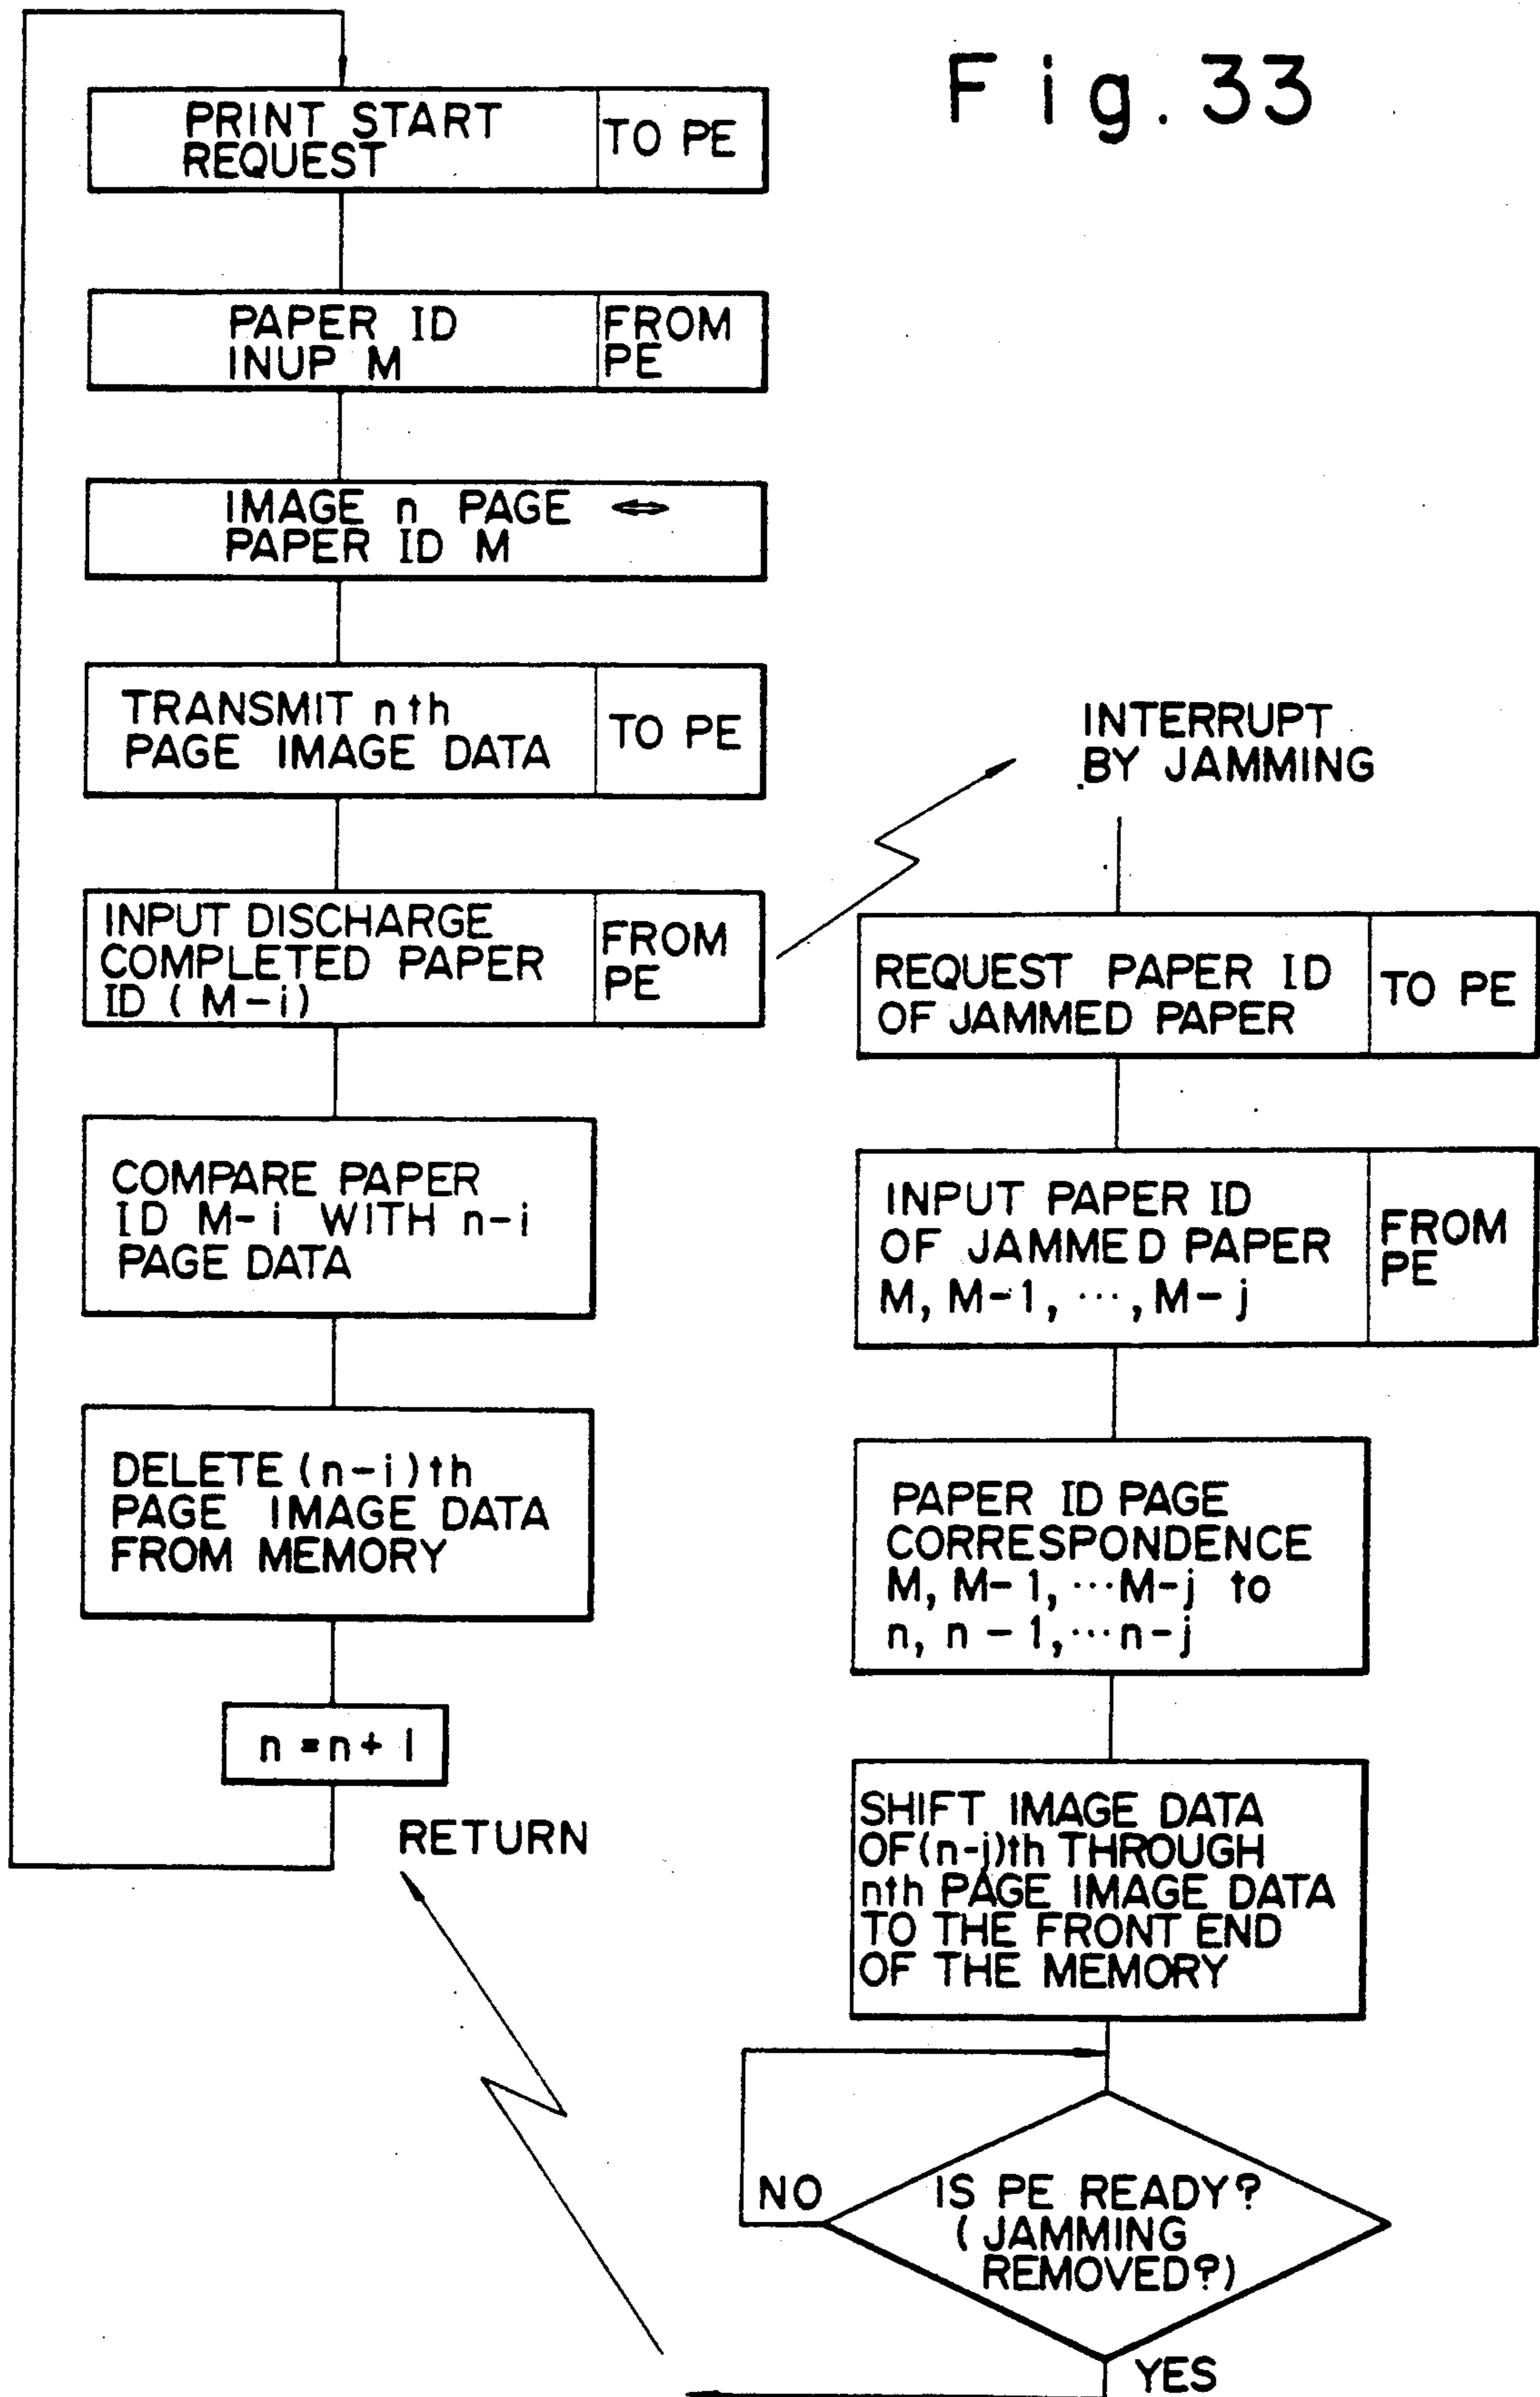 Fig. 33
PRINT START
REQUEST
TO PE
PAPER ID
INUP M
FROM
PE
IMAGE n PAGE ⇔
PAPER ID M
TRANSMIT nth
PAGE IMAGE DATA
TO PE
INPUT DISCHARGE
COMPLETED PAPER
ID (M-i)
FROM
PE
COMPARE PAPER
ID M-i WITH n-i
PAGE DATA
DELETE (n-i)th
PAGE IMAGE DATA
FROM MEMORY
n = n + 1
RETURN
INTERRUPT
BY JAMMING
REQUEST PAPER ID
OF JAMMED PAPER
TO PE
INPUT PAPER ID
OF JAMMED PAPER
M, M-1, ..., M-j
FROM
PE
PAPER ID PAGE
CORRESPONDENCE
M, M-1, ...M-j to
n, n-1, ...n-j
SHIFT IMAGE DATA
OF(n-j)th THROUGH
nth PAGE IMAGE DATA
TO THE FRONT END
OF THE MEMORY
NO
IS PE READY?
(JAMMING
REMOVED?)
YES